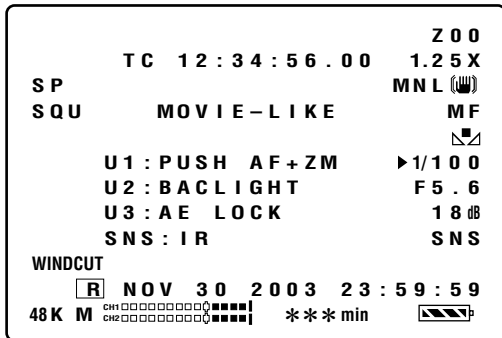 Z00
TC 12:34:56.00 1.25X
SP MNL
SQU MOVIE–LIKE MF
U1:PUSH AF+ZM 1/100
U2:BACLIGHT F5.6
U3:AE LOCK 18dB
SNS:IR SNS
WINDCUT
R NOV 30 2003 23:59:59
48K M CH1
CH2 ***min